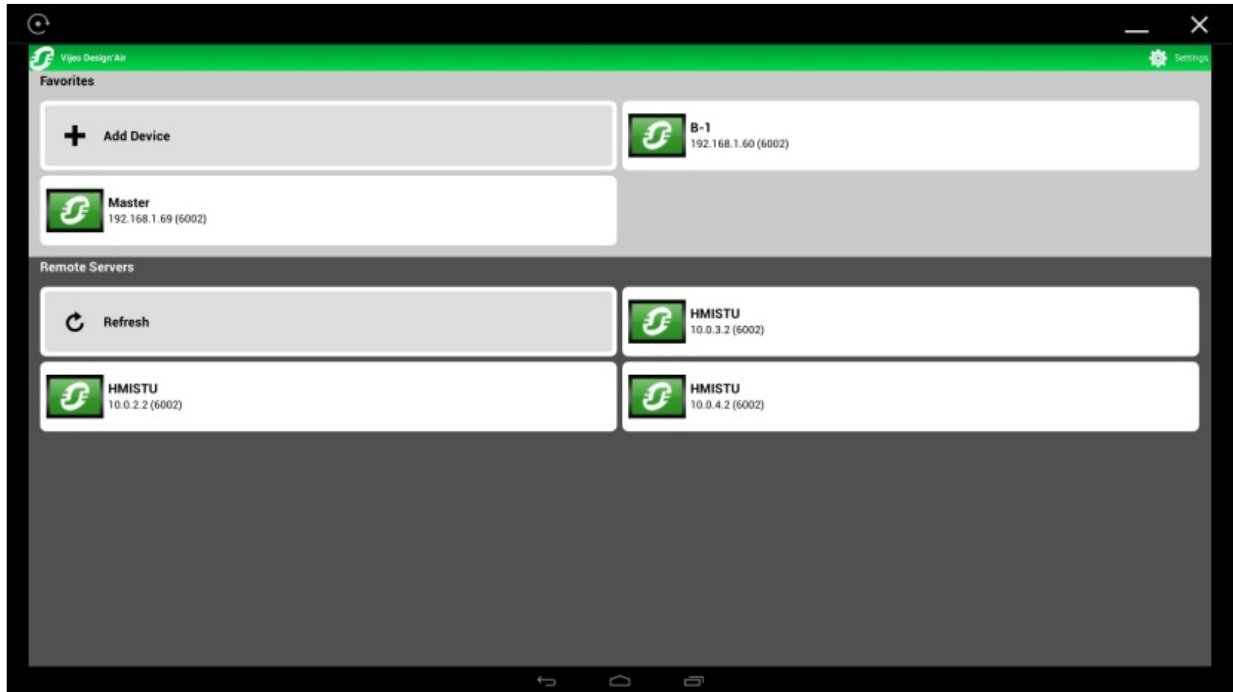 Vijeo Design'Air
Settings
Favorites
Add Device
B-1
192.168.1.60 (6002)
Master
192.168.1.69 (6002)
Remote Servers
Refresh
HMISTU
10.0.3.2 (6002)
HMISTU
10.0.2.2 (6002)
HMISTU
10.0.4.2 (6002)